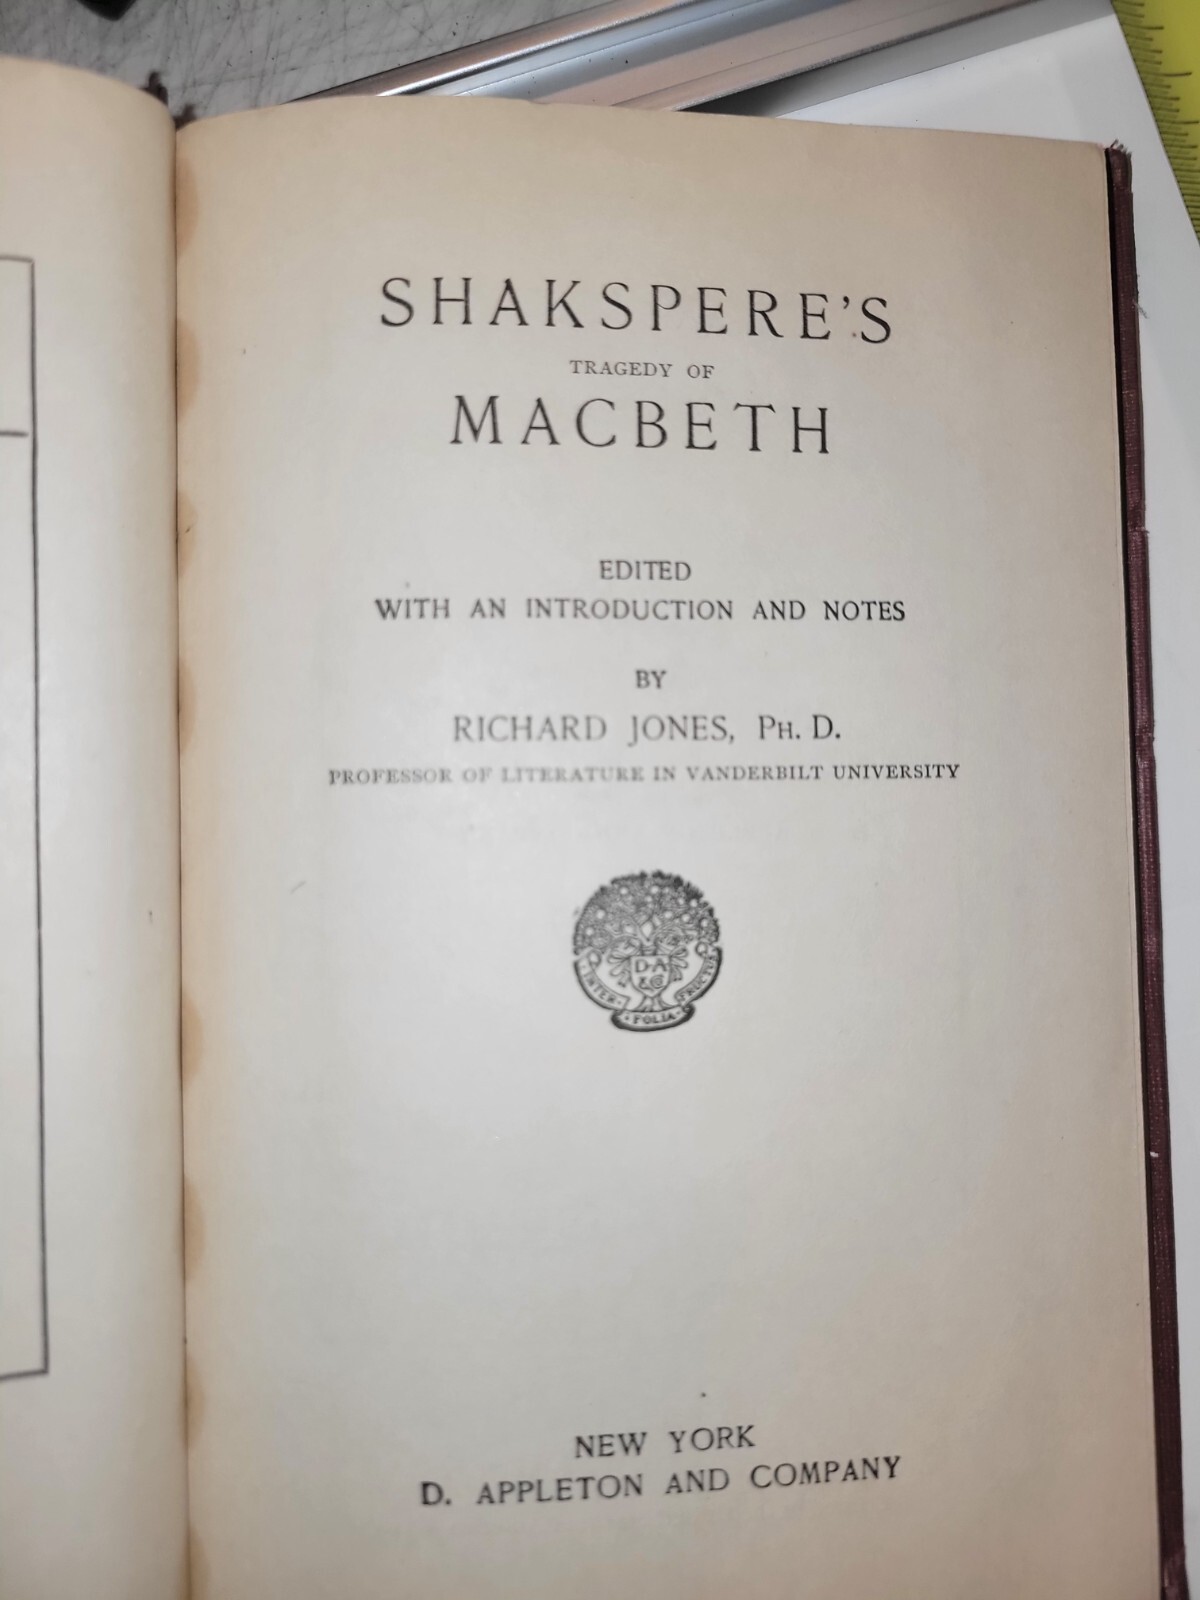 SHAKSPERE'S
TRAGEDY OF
MACBETH
EDITED
WITH AN INTRODUCTION AND NOTES
BY
RICHARD JONES, PH. D.
PROFESSOR OF LITERATURE IN VANDERBILT UNIVERSITY
D·A
& C
·INTER·
·FOLIA·
FRUCTUS
NEW YORK
D. APPLETON AND COMPANY